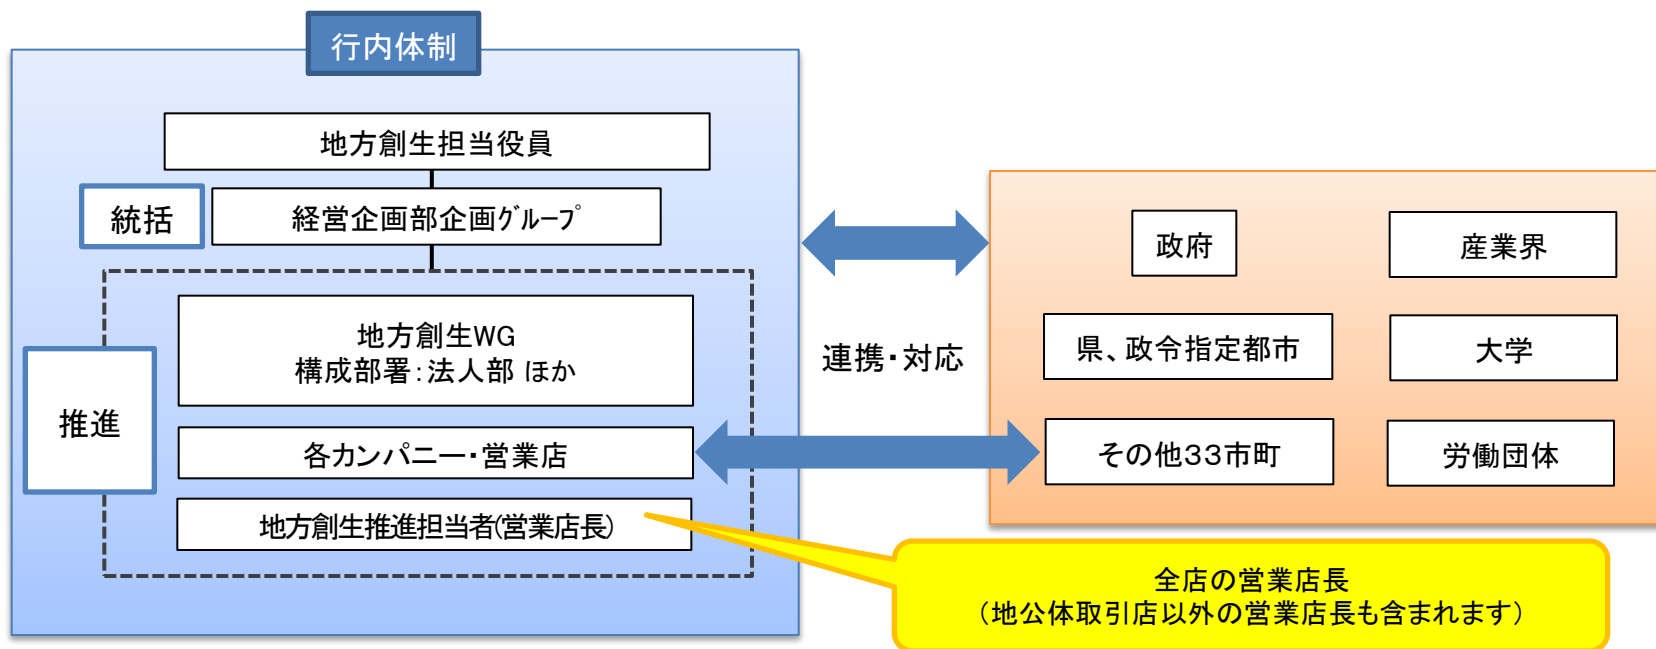 行内体制
地方創生担当役員
統括
経営企画部企画グループ
推進
地方創生WG
構成部署：法人部 ほか
各カンパニー・営業店
地方創生推進担当者(営業店長)
連携・対応
政府
産業界
県、政令指定都市
大学
その他33市町
労働団体
全店の営業店長
（地公体取引店以外の営業店長も含まれます）